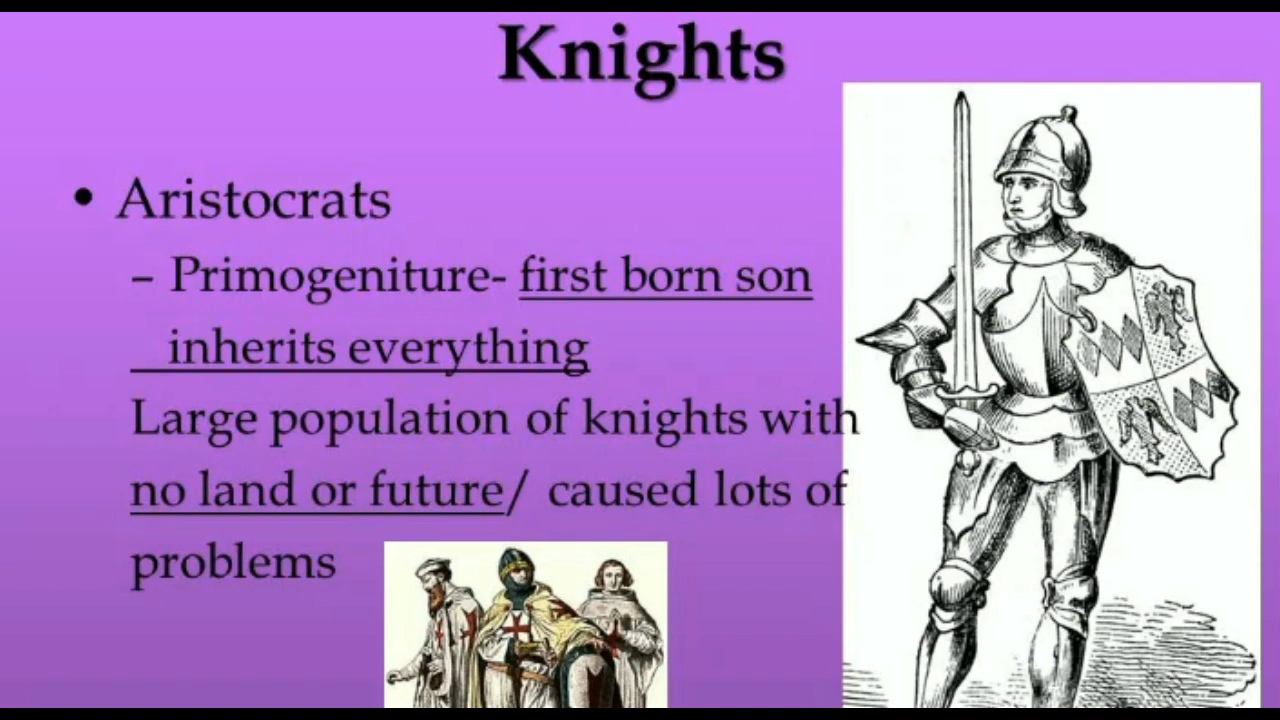 Knights
• Aristocrats
– Primogeniture- first born son
inherits everything
Large population of knights with
no land or future/ caused lots of
problems